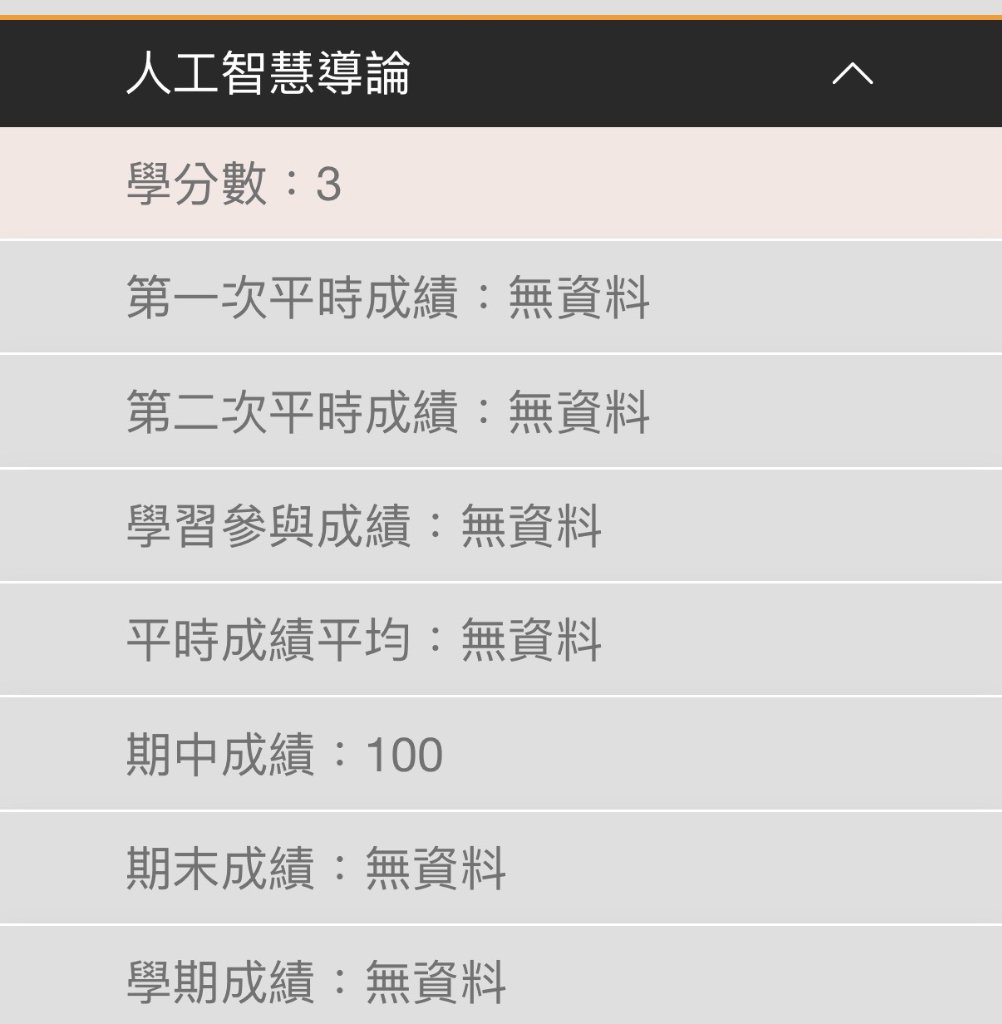 人工智慧導論
學分數：3
第一次平時成績：無資料
第二次平時成績：無資料
學習參與成績：無資料
平時成績平均：無資料
期中成績：100
期末成績：無資料
學期成績：無資料